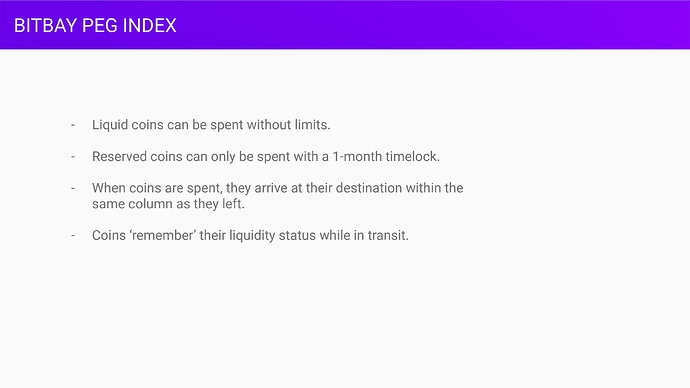 BITBAY PEG INDEX
- Liquid coins can be spent without limits.
- Reserved coins can only be spent with a 1-month timelock.
- When coins are spent, they arrive at their destination within the
same column as they left.
- Coins ‘remember’ their liquidity status while in transit.